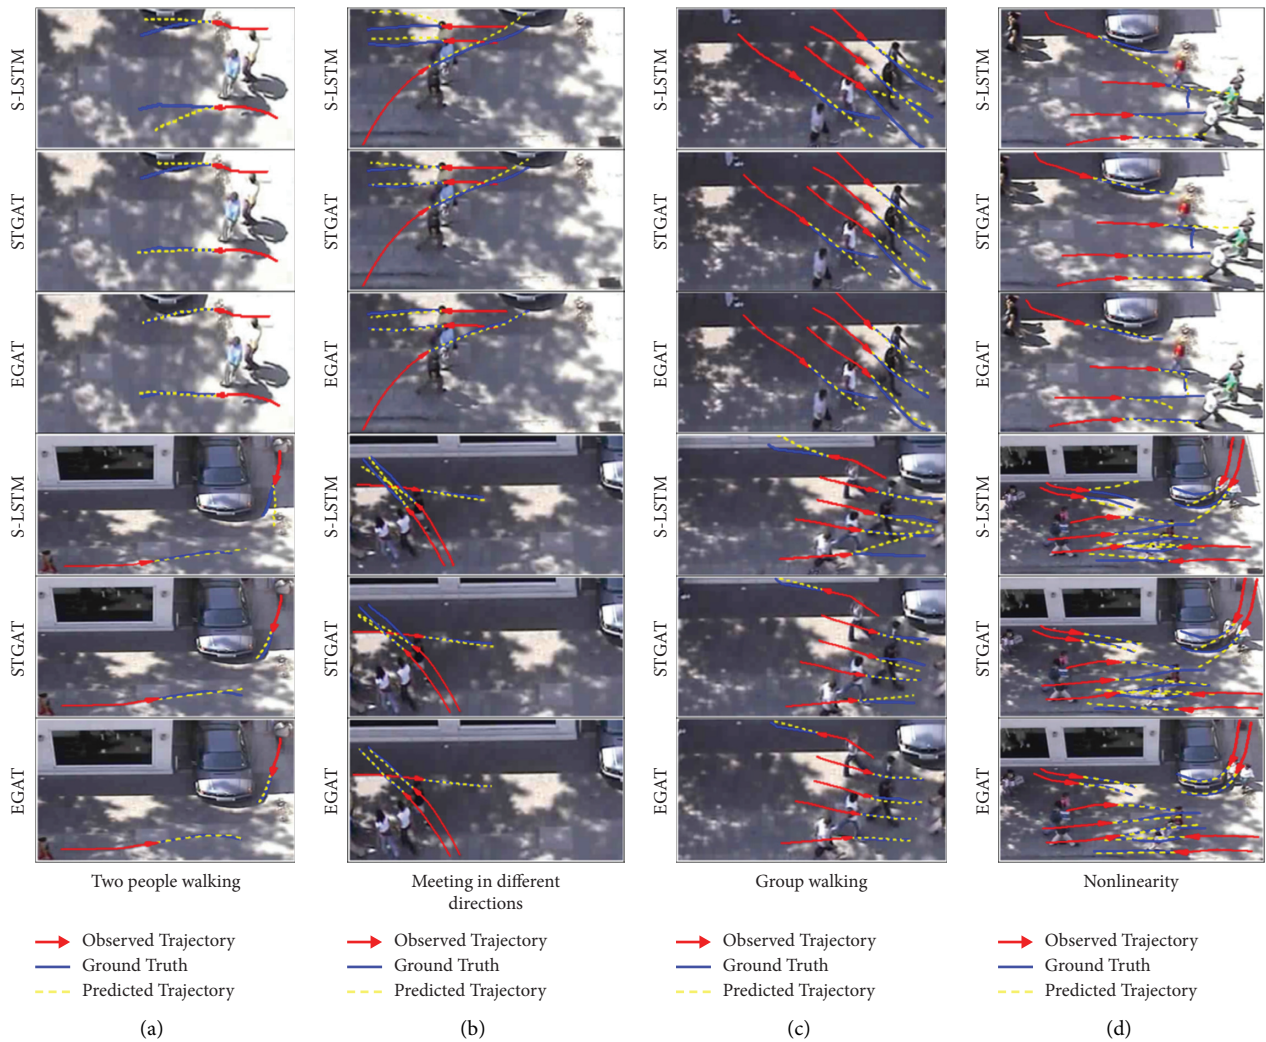 S-LSTM
STGAT
EGAT
S-LSTM
STGAT
EGAT
Two people walking
Observed Trajectory
Ground Truth
Predicted Trajectory
(a)
S-LSTM
STGAT
EGAT
S-LSTM
STGAT
EGAT
Meeting in different
directions
Observed Trajectory
Ground Truth
Predicted Trajectory
(b)
S-LSTM
STGAT
EGAT
S-LSTM
STGAT
EGAT
Group walking
Observed Trajectory
Ground Truth
Predicted Trajectory
(c)
S-LSTM
STGAT
EGAT
S-LSTM
STGAT
EGAT
Nonlinearity
Observed Trajectory
Ground Truth
Predicted Trajectory
(d)